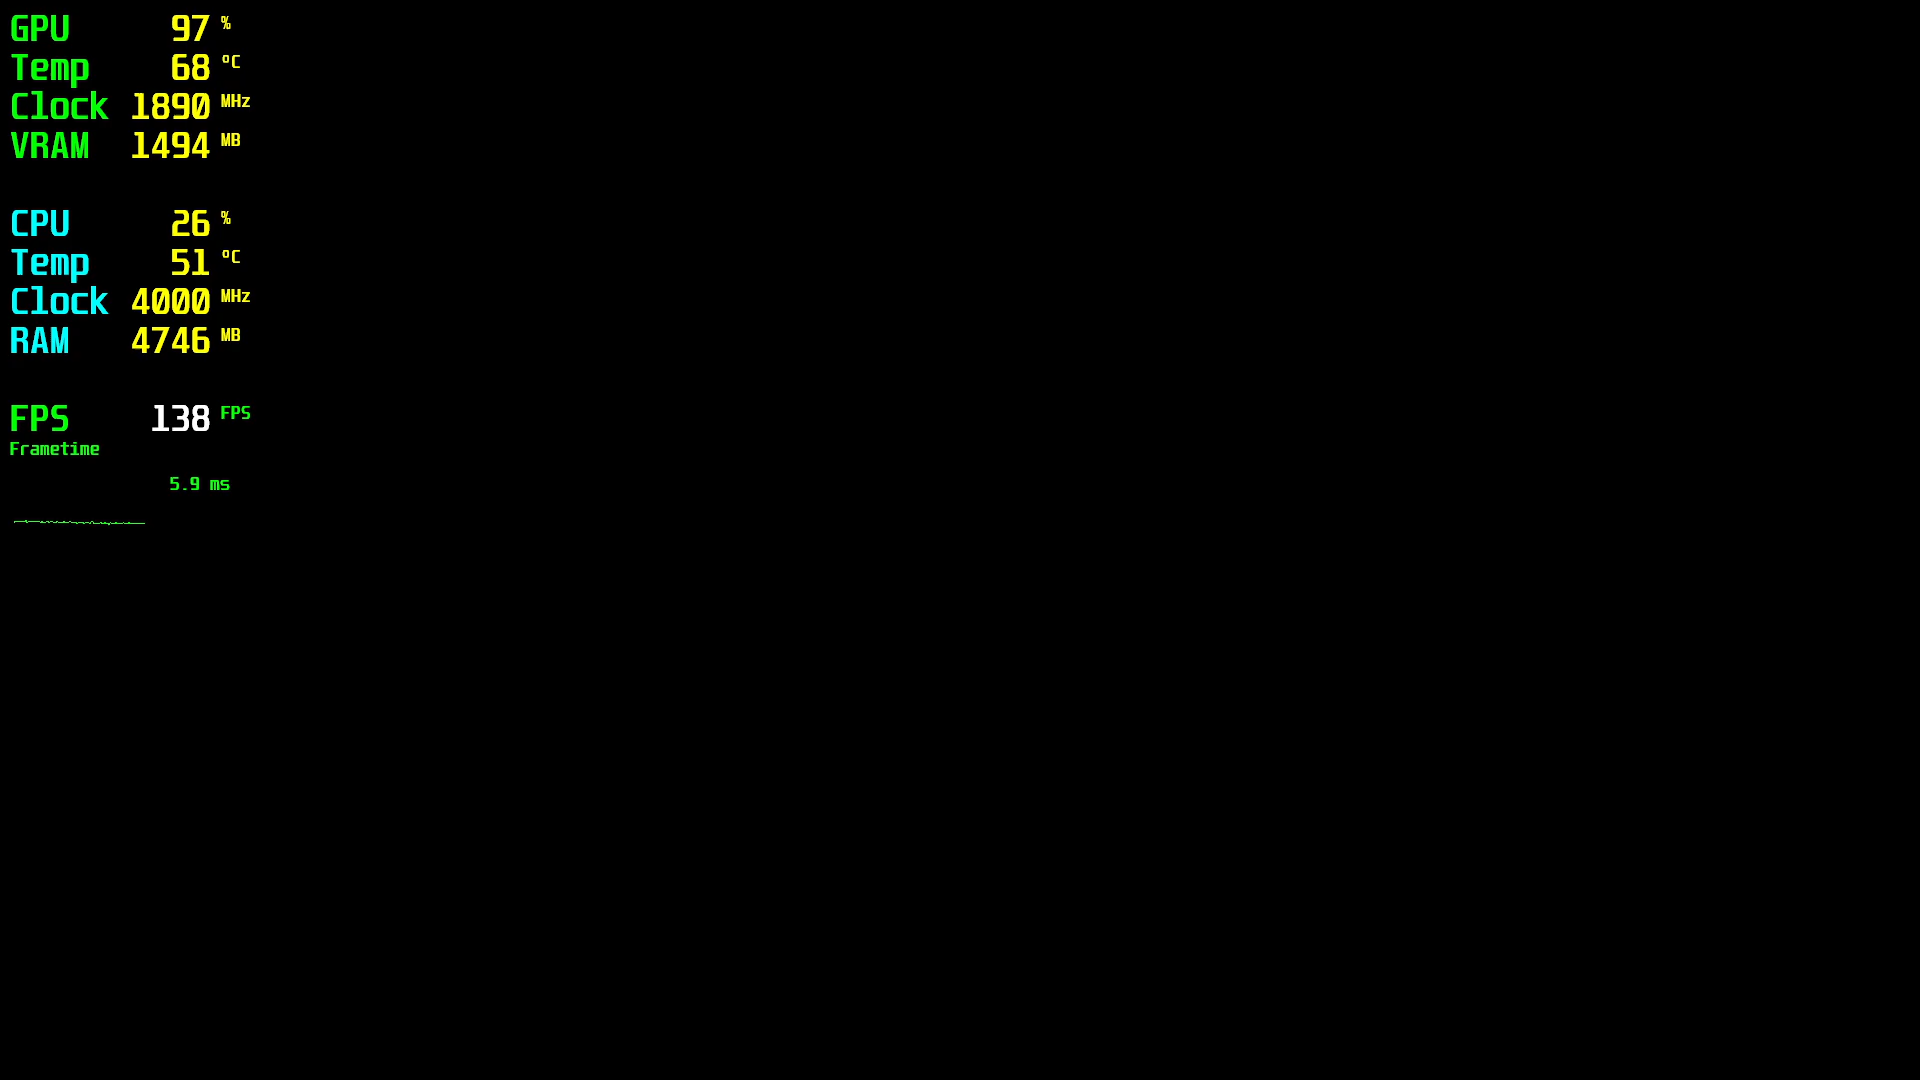 GPU 97 %
Temp 68 °C
Clock 1890 MHz
VRAM 1494 MB
CPU 26 %
Temp 51 °C
Clock 4000 MHz
RAM 4746 MB
FPS 138 FPS
Frametime
5.9 ms